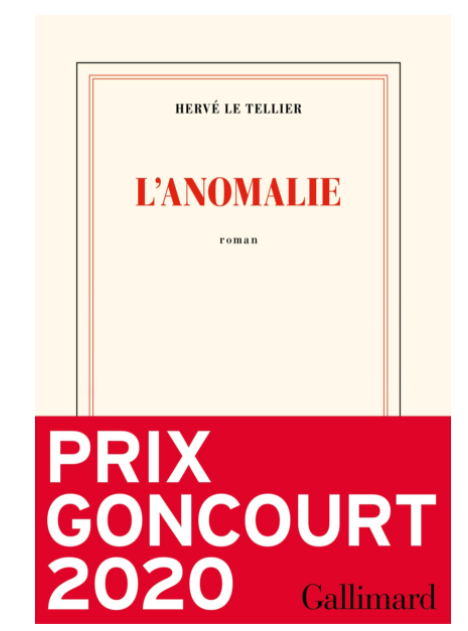 HERVÉ LE TELLIER
L'ANOMALIE
roman
PRIX
GONCOURT
2020
Gallimard